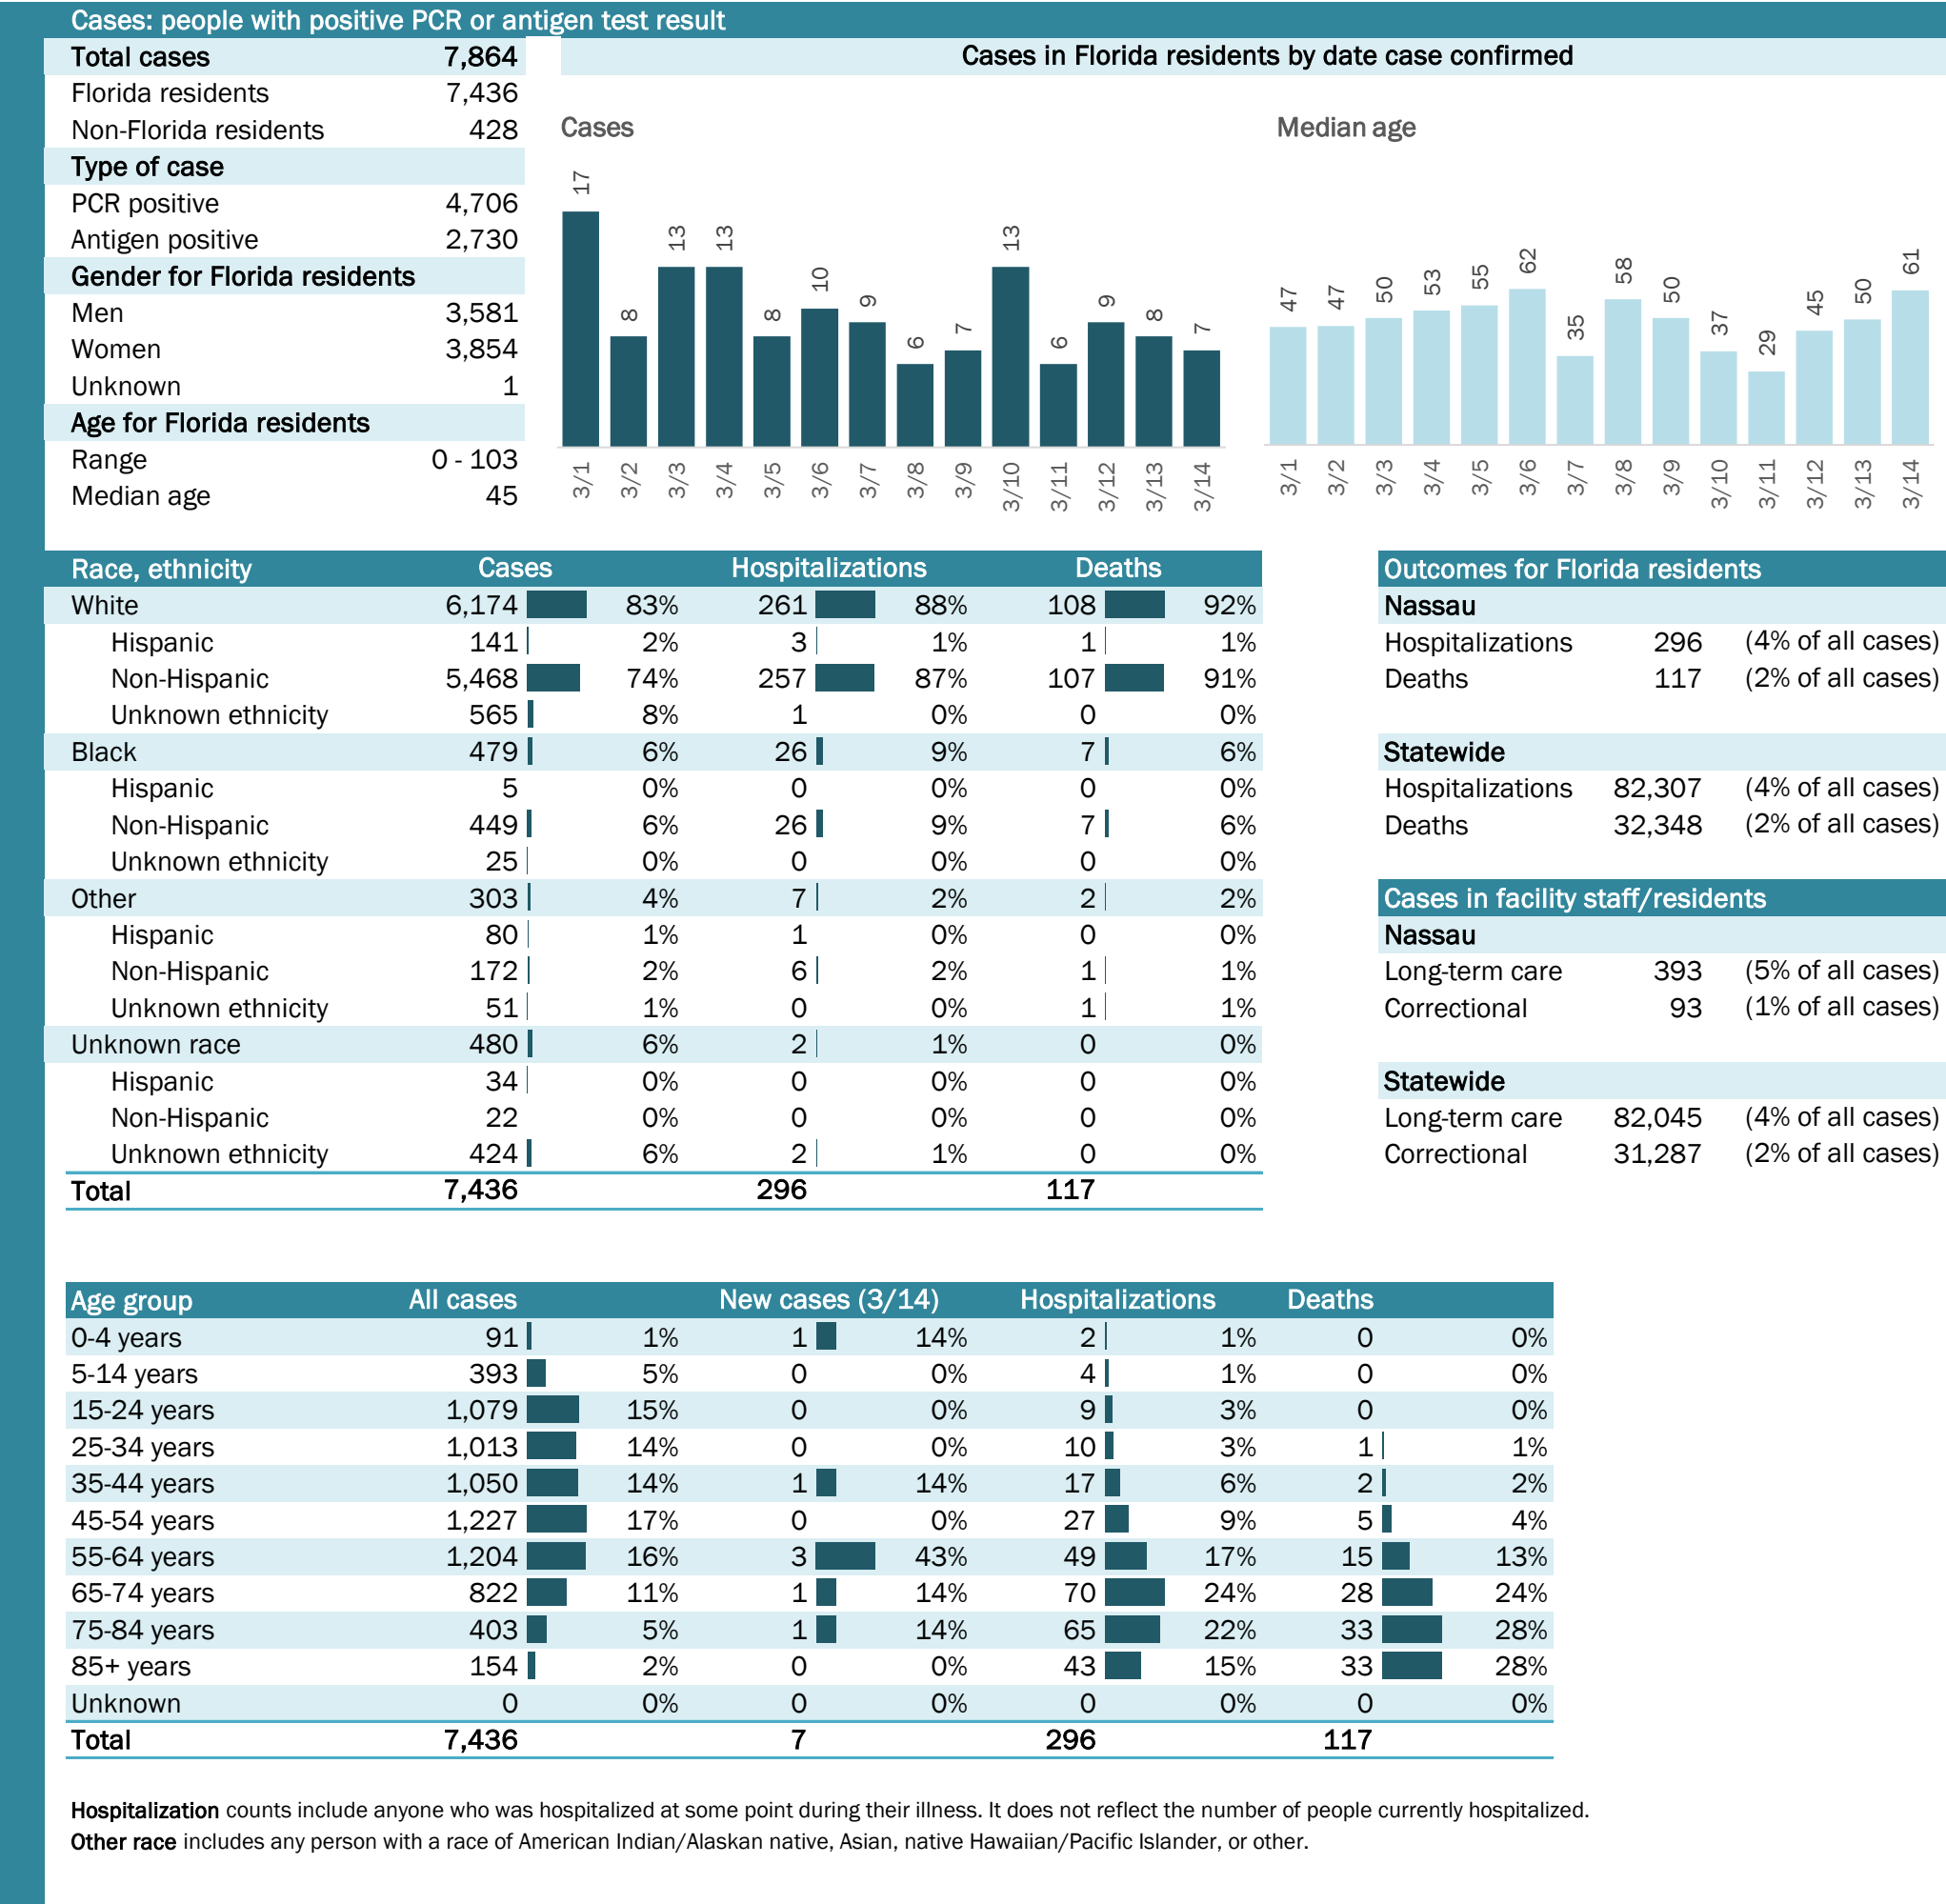 Cases: people with positive PCR or antigen test result
Total cases 7,864
Florida residents 7,436
Non-Florida residents 428
Type of case
PCR positive 4,706
Antigen positive 2,730
Gender for Florida residents
Men 3,581
Women 3,854
Unknown 1
Age for Florida residents
Range 0 - 103
Median age 45
Cases in Florida residents by date case confirmed
Cases
17 8 13 13 8 10 9 6 7 13 6 9 8 7
3/1 3/2 3/3 3/4 3/5 3/6 3/7 3/8 3/9 3/10 3/11 3/12 3/13 3/14
Median age
47 47 50 53 55 62 35 58 50 37 29 45 50 61
3/1 3/2 3/3 3/4 3/5 3/6 3/7 3/8 3/9 3/10 3/11 3/12 3/13 3/14
Race, ethnicity Cases Hospitalizations Deaths
White 6,174 83% 261 88% 108 92%
Hispanic 141 2% 3 1% 1 1%
Non-Hispanic 5,468 74% 257 87% 107 91%
Unknown ethnicity 565 8% 1 0% 0 0%
Black 479 6% 26 9% 7 6%
Hispanic 5 0% 0 0% 0 0%
Non-Hispanic 449 6% 26 9% 7 6%
Unknown ethnicity 25 0% 0 0% 0 0%
Other 303 4% 7 2% 2 2%
Hispanic 80 1% 1 0% 0 0%
Non-Hispanic 172 2% 6 2% 1 1%
Unknown ethnicity 51 1% 0 0% 1 1%
Unknown race 480 6% 2 1% 0 0%
Hispanic 34 0% 0 0% 0 0%
Non-Hispanic 22 0% 0 0% 0 0%
Unknown ethnicity 424 6% 2 1% 0 0%
Total 7,436 296 117
Outcomes for Florida residents
Nassau
Hospitalizations 296 (4% of all cases)
Deaths 117 (2% of all cases)
Statewide
Hospitalizations 82,307 (4% of all cases)
Deaths 32,348 (2% of all cases)
Cases in facility staff/residents
Nassau
Long-term care 393 (5% of all cases)
Correctional 93 (1% of all cases)
Statewide
Long-term care 82,045 (4% of all cases)
Correctional 31,287 (2% of all cases)
Age group All cases New cases (3/14) Hospitalizations Deaths
0-4 years 91 1% 1 14% 2 1% 0 0%
5-14 years 393 5% 0 0% 4 1% 0 0%
15-24 years 1,079 15% 0 0% 9 3% 0 0%
25-34 years 1,013 14% 0 0% 10 3% 1 1%
35-44 years 1,050 14% 1 14% 17 6% 2 2%
45-54 years 1,227 17% 0 0% 27 9% 5 4%
55-64 years 1,204 16% 3 43% 49 17% 15 13%
65-74 years 822 11% 1 14% 70 24% 28 24%
75-84 years 403 5% 1 14% 65 22% 33 28%
85+ years 154 2% 0 0% 43 15% 33 28%
Unknown 0 0% 0 0% 0 0% 0 0%
Total 7,436 7 296 117
Hospitalization counts include anyone who was hospitalized at some point during their illness. It does not reflect the number of people currently hospitalized.
Other race includes any person with a race of American Indian/Alaskan native, Asian, native Hawaiian/Pacific Islander, or other.